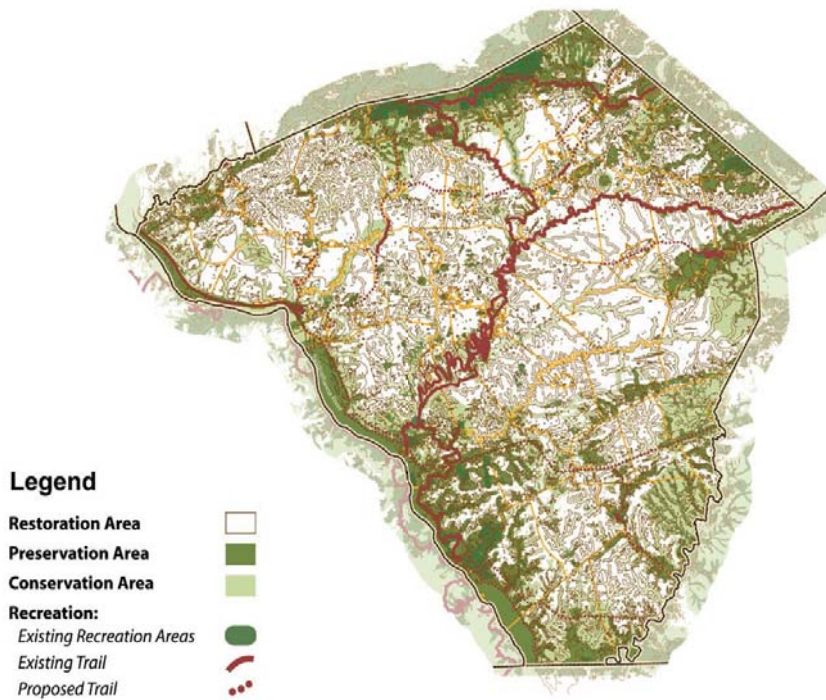 Legend
Restoration Area
Preservation Area
Conservation Area
Recreation:
Existing Recreation Areas
Existing Trail
Proposed Trail